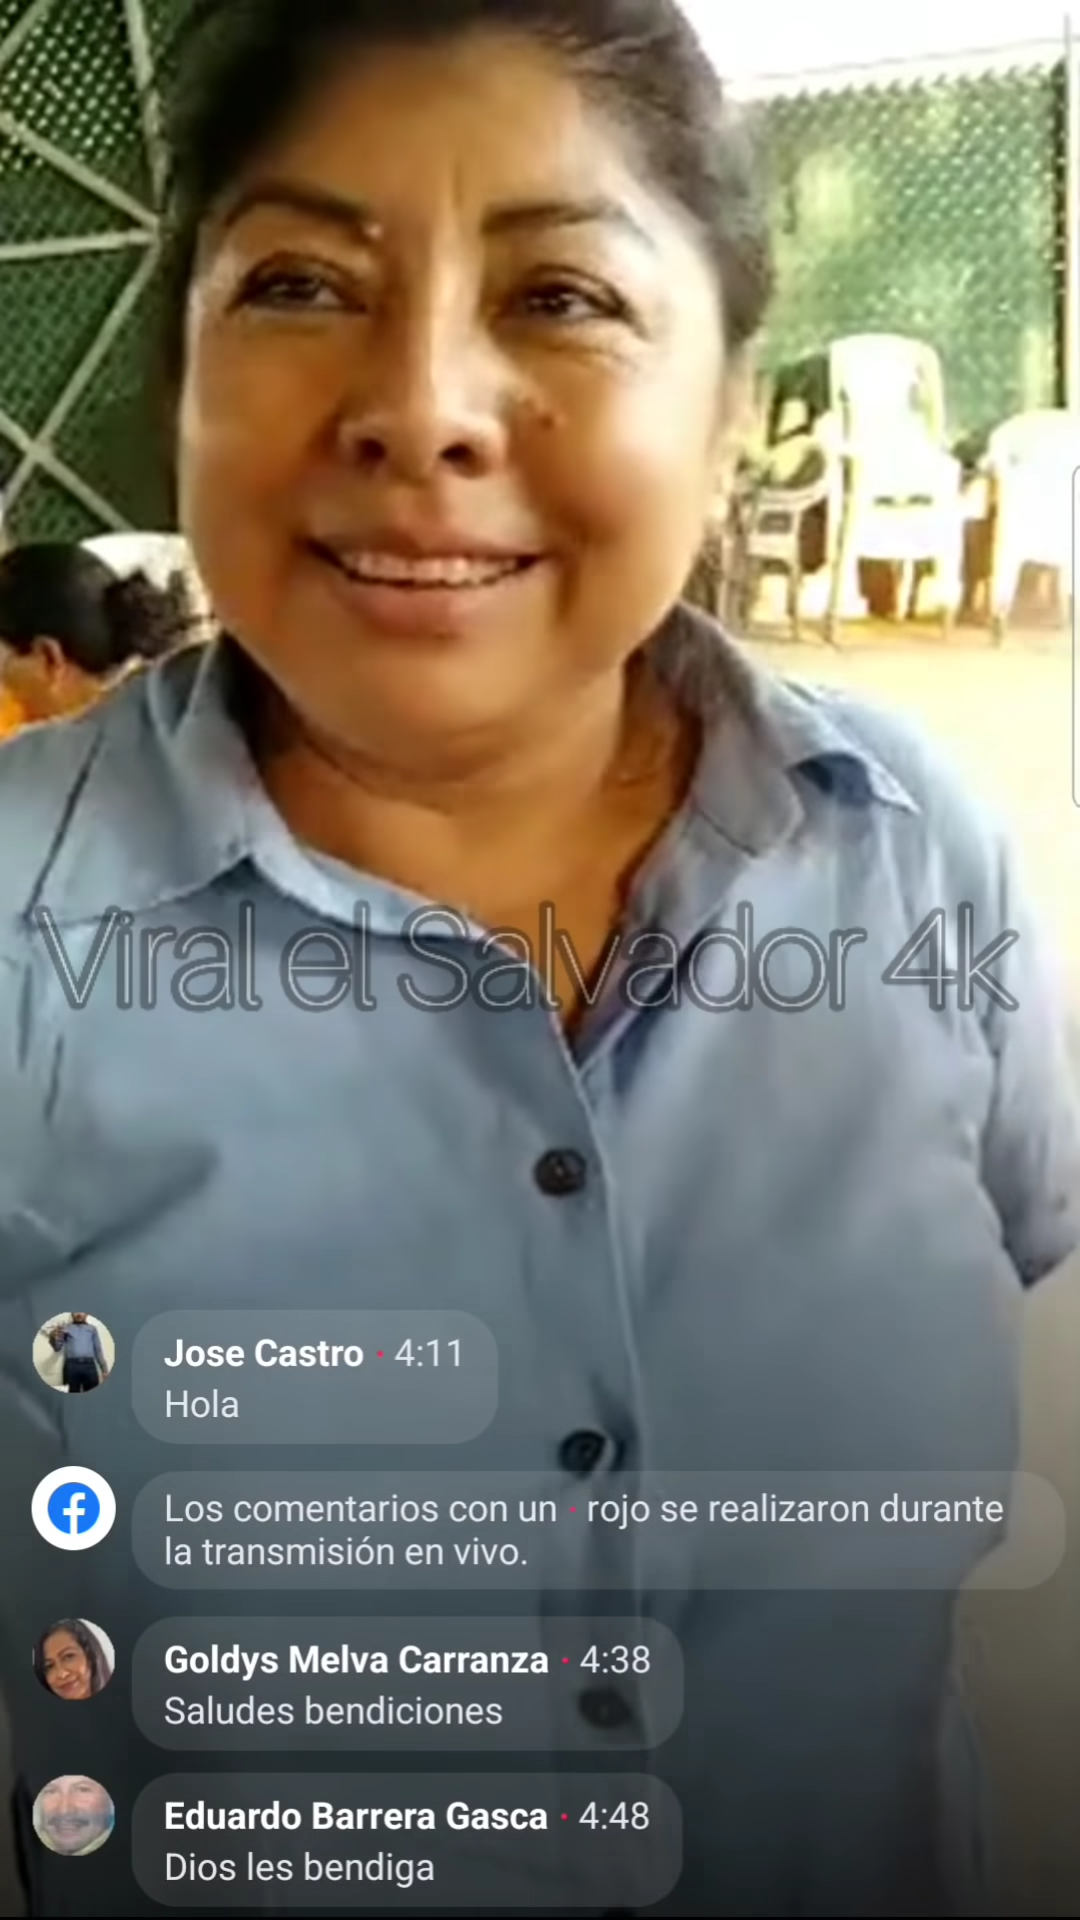 Viral el Salvador 4k
Jose Castro · 4:11
Hola
Los comentarios con un · rojo se realizaron durante
la transmisión en vivo.
Goldys Melva Carranza · 4:38
Saludes bendiciones
Eduardo Barrera Gasca · 4:48
Dios les bendiga